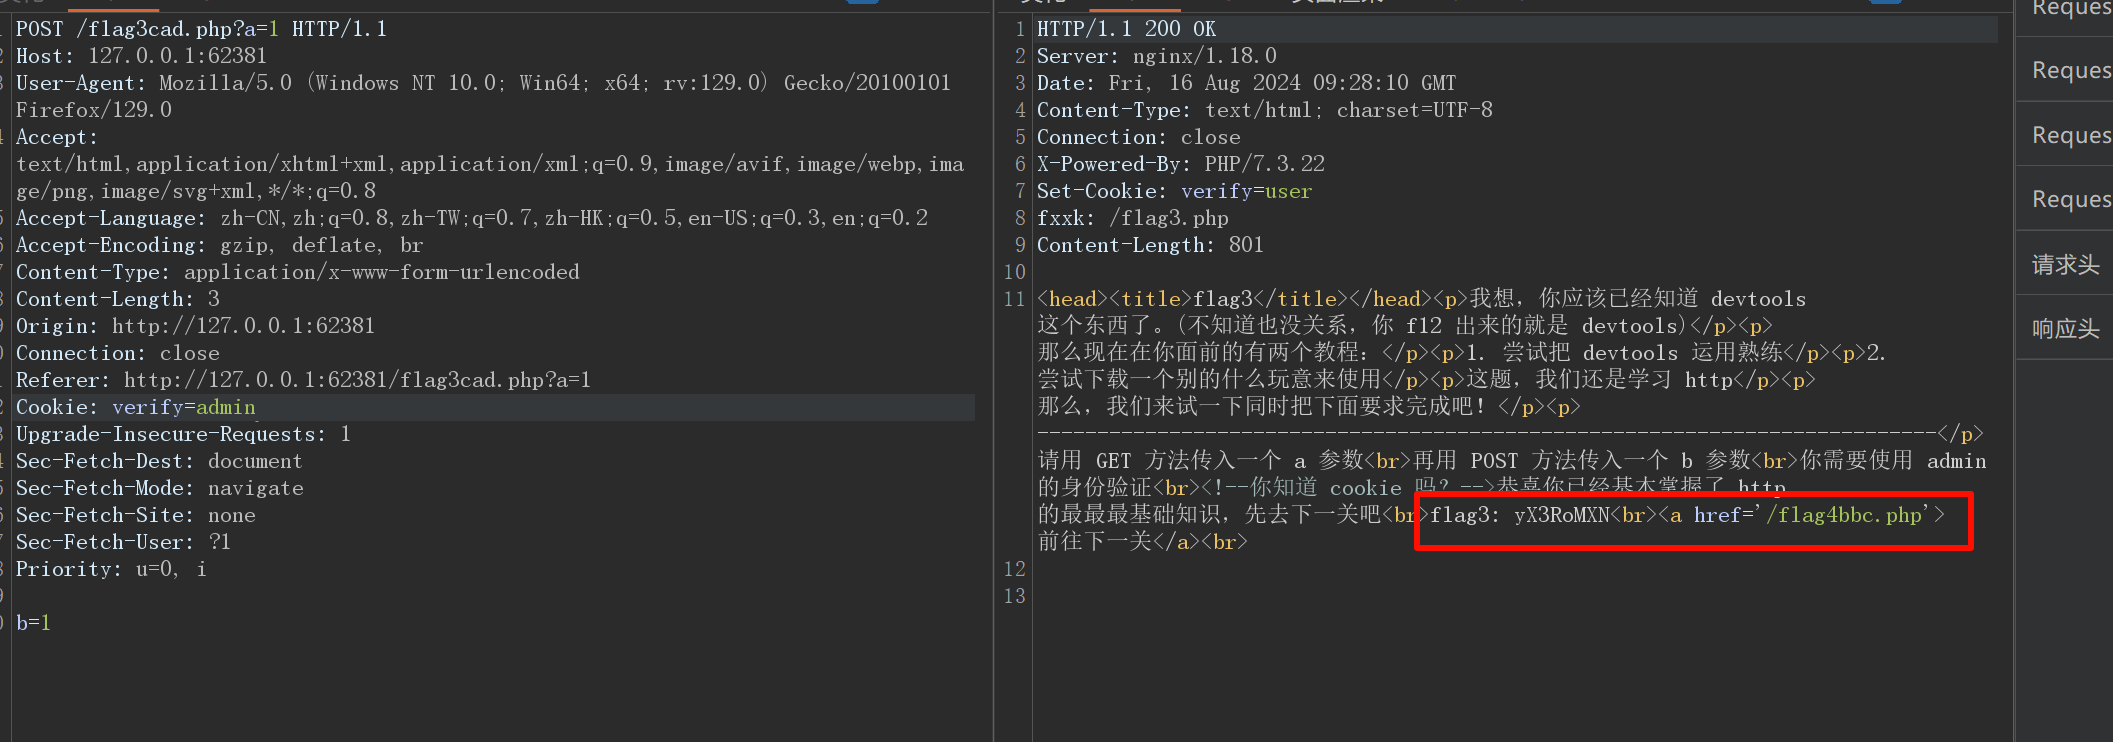 POST /flag3cad.php?a=1 HTTP/1.1
Host: 127.0.0.1:62381
User-Agent: Mozilla/5.0 (Windows NT 10.0; Win64; x64; rv:129.0) Gecko/20100101
Firefox/129.0
Accept:
text/html,application/xhtml+xml,application/xml;q=0.9,image/avif,image/webp,ima
ge/png,image/svg+xml,*/*;q=0.8
Accept-Language: zh-CN,zh;q=0.8,zh-TW;q=0.7,zh-HK;q=0.5,en-US;q=0.3,en;q=0.2
Accept-Encoding: gzip, deflate, br
Content-Type: application/x-www-form-urlencoded
Content-Length: 3
Origin: http://127.0.0.1:62381
Connection: close
Referer: http://127.0.0.1:62381/flag3cad.php?a=1
Cookie: verify=admin
Upgrade-Insecure-Requests: 1
Sec-Fetch-Dest: document
Sec-Fetch-Mode: navigate
Sec-Fetch-Site: none
Sec-Fetch-User: ?1
Priority: u=0, i
b=1
1 HTTP/1.1 200 OK
2 Server: nginx/1.18.0
3 Date: Fri, 16 Aug 2024 09:28:10 GMT
4 Content-Type: text/html; charset=UTF-8
5 Connection: close
6 X-Powered-By: PHP/7.3.22
7 Set-Cookie: verify=user
8 fxxk: /flag3.php
9 Content-Length: 801
10
11 <head><title>flag3</title></head><p>我想，你应该已经知道 devtools
这个东西了。(不知道也没关系，你 f12 出来的就是 devtools)</p><p>
那么现在在你面前的有两个教程：</p><p>1. 尝试把 devtools 运用熟练</p><p>2.
尝试下载一个别的什么玩意来使用</p><p>这题，我们还是学习 http</p><p>
那么，我们来试一下同时把下面要求完成吧！</p><p>
---------------------------------------------------------------------------</p>
请用 GET 方法传入一个 a 参数<br>再用 POST 方法传入一个 b 参数<br>你需要使用 admin
的身份验证<br><!--你知道 cookie 吗？-->恭喜你已经基本掌握了 http
的最最最基础知识，先去下一关吧<br>flag3: yX3RoMXN<br><a href='/flag4bbc.php'>
前往下一关</a><br>
12
13
Reques
Reques
Reques
Reques
请求头
响应头